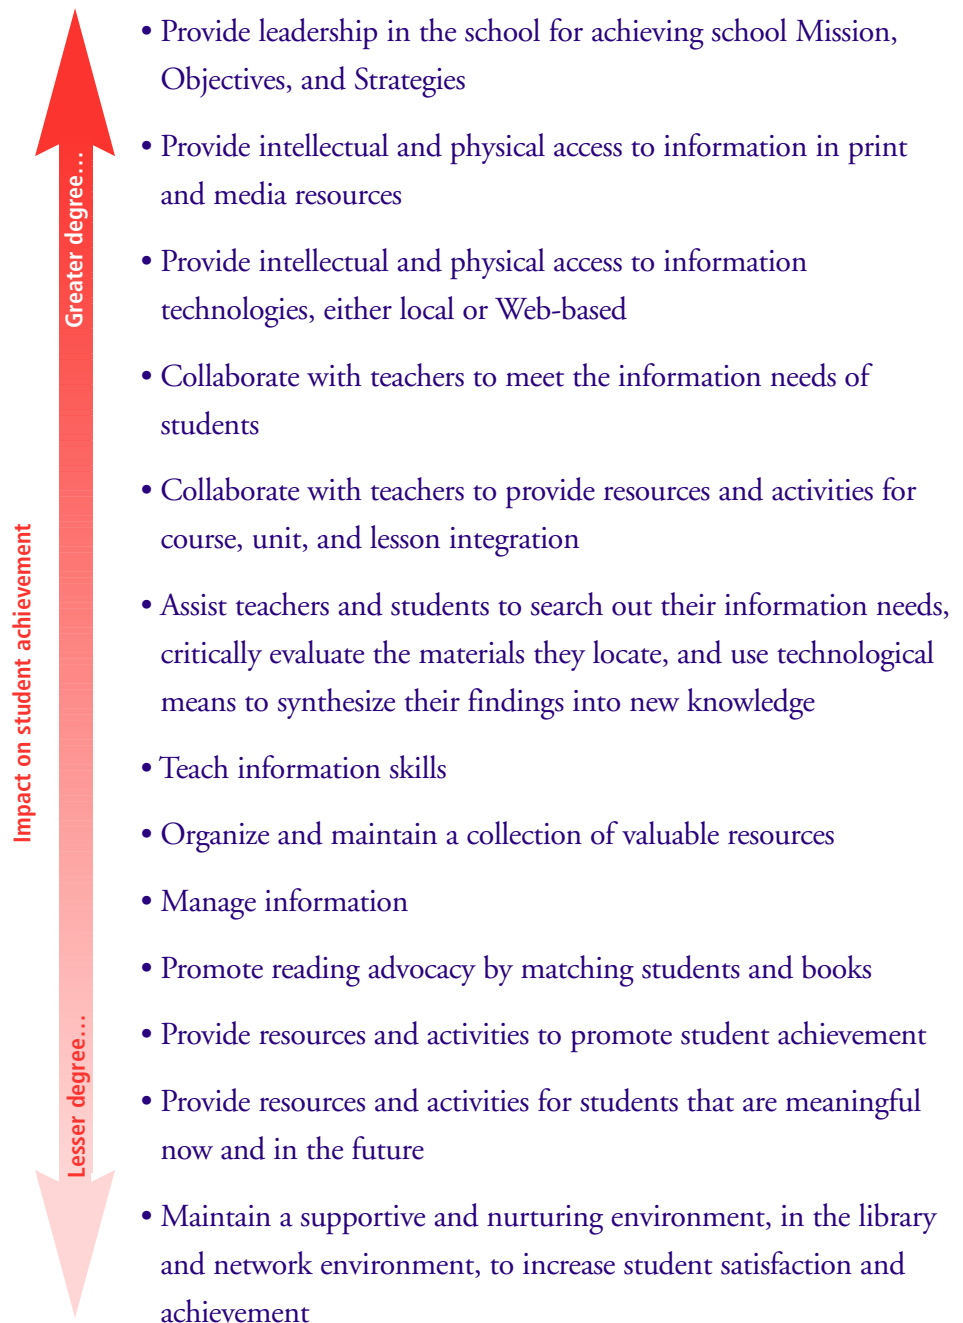 • Provide leadership in the school for achieving school Mission,
Objectives, and Strategies
• Provide intellectual and physical access to information in print
and media resources
• Provide intellectual and physical access to information
technologies, either local or Web-based
• Collaborate with teachers to meet the information needs of
students
• Collaborate with teachers to provide resources and activities for
course, unit, and lesson integration
• Assist teachers and students to search out their information needs,
critically evaluate the materials they locate, and use technological
means to synthesize their findings into new knowledge
• Teach information skills
• Organize and maintain a collection of valuable resources
• Manage information
• Promote reading advocacy by matching students and books
• Provide resources and activities to promote student achievement
• Provide resources and activities for students that are meaningful
now and in the future
• Maintain a supportive and nurturing environment, in the library
and network environment, to increase student satisfaction and
achievement
Impact on student achievement
Greater degree...
Lesser degree...